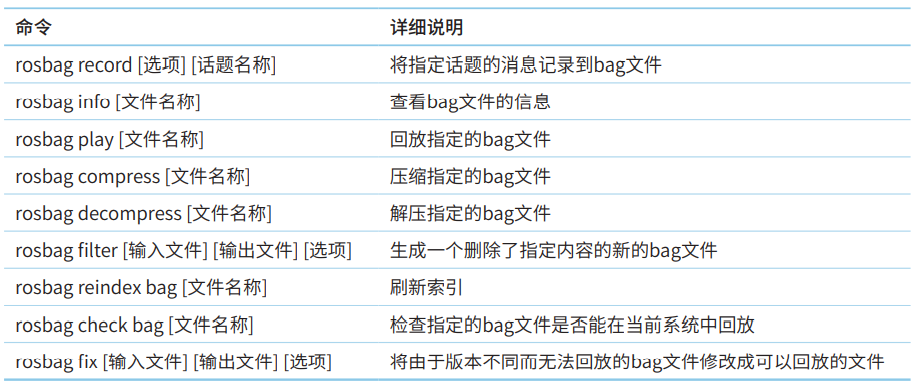 命令 详细说明
rosbag record [选项] [话题名称] 将指定话题的消息记录到bag文件
rosbag info [文件名称] 查看bag文件的信息
rosbag play [文件名称] 回放指定的bag文件
rosbag compress [文件名称] 压缩指定的bag文件
rosbag decompress [文件名称] 解压指定的bag文件
rosbag filter [输入文件] [输出文件] [选项] 生成一个删除了指定内容的新的bag文件
rosbag reindex bag [文件名称] 刷新索引
rosbag check bag [文件名称] 检查指定的bag文件是否能在当前系统中回放
rosbag fix [输入文件] [输出文件] [选项] 将由于版本不同而无法回放的bag文件修改成可以回放的文件